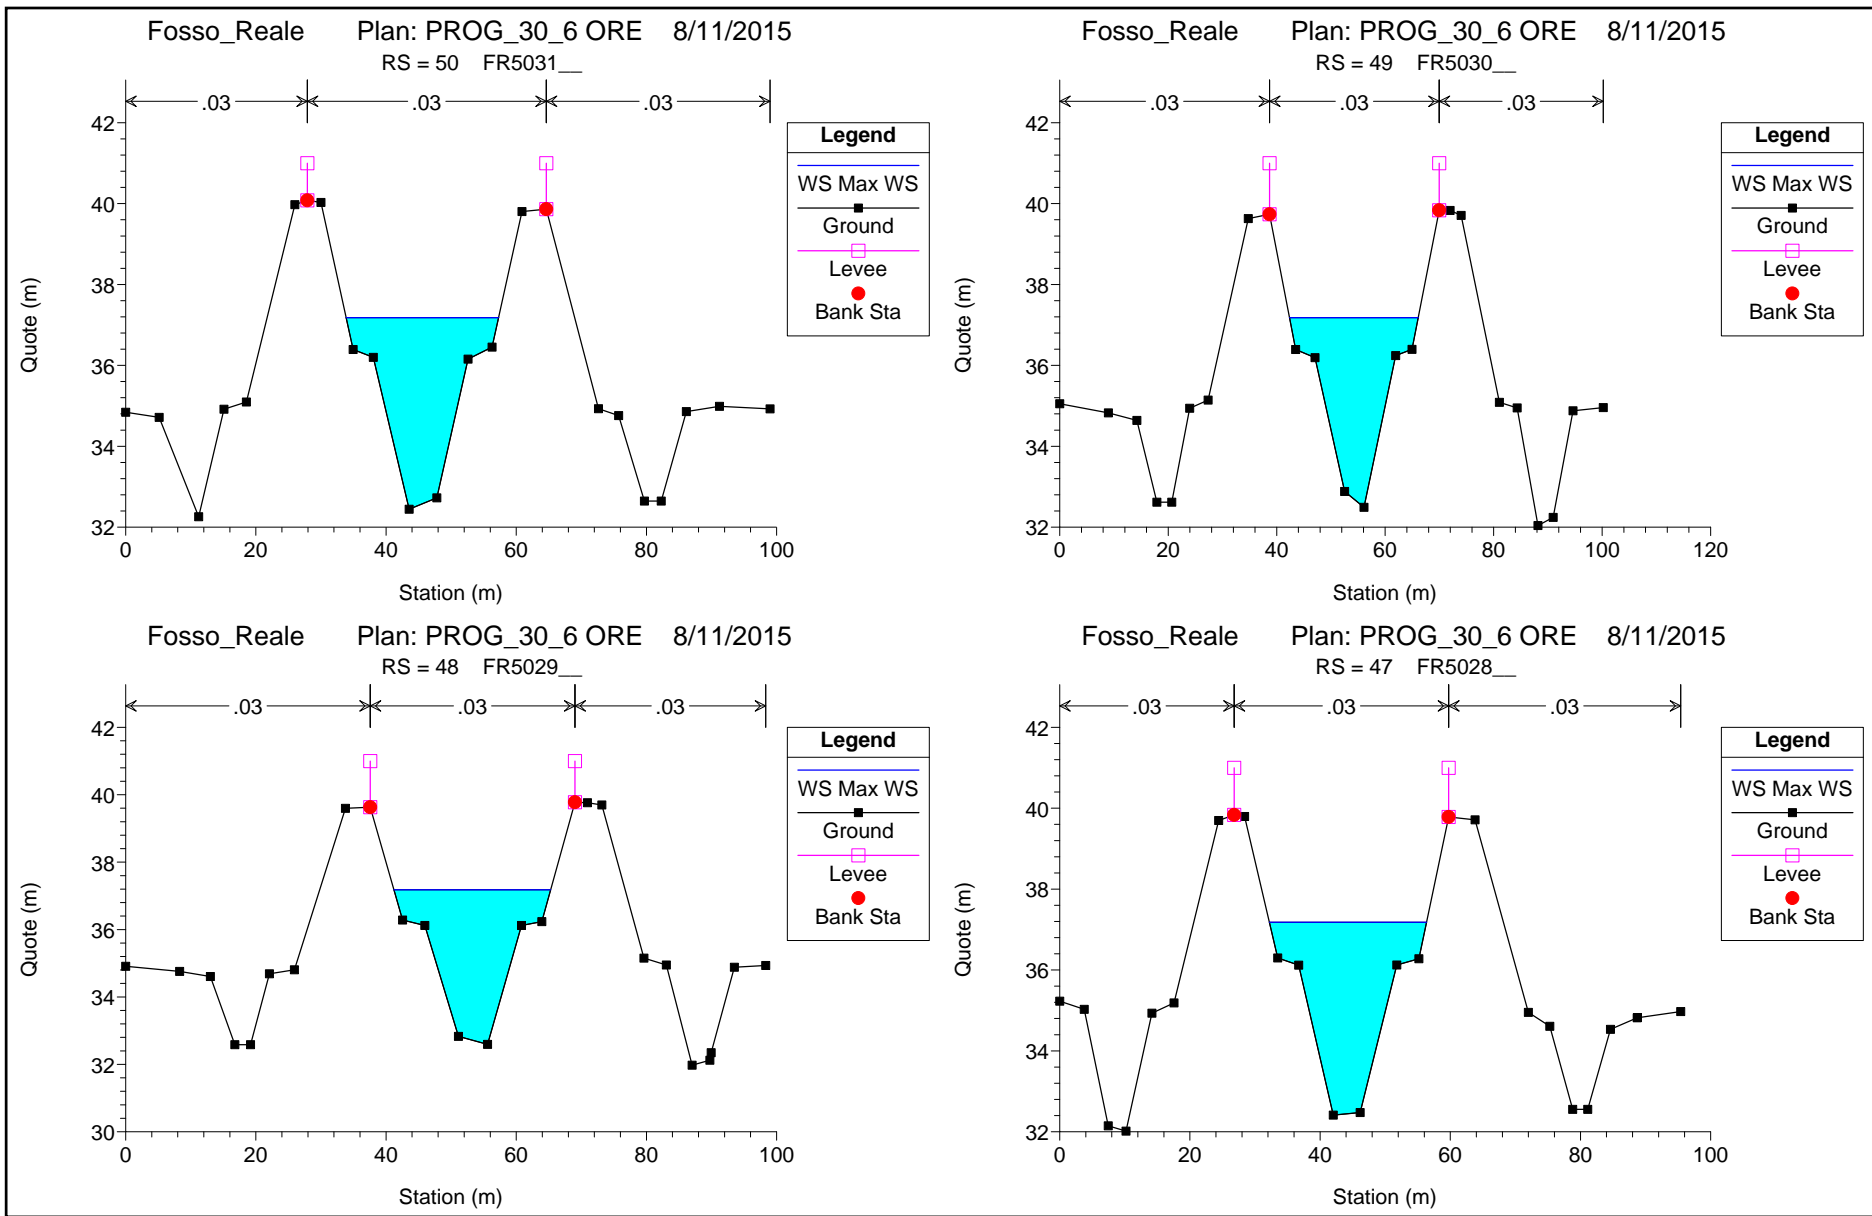 Fosso_Reale Plan: PROG_30_6 ORE 8/11/2015
RS = 50 FR5031__
.03 .03 .03
42
40
38
36
34
32
0 20 40 60 80 100
Station (m)
Quote (m)
Legend
WS Max WS
Ground
Levee
Bank Sta
Fosso_Reale Plan: PROG_30_6 ORE 8/11/2015
RS = 49 FR5030__
.03 .03 .03
42
40
38
36
34
32
0 20 40 60 80 100 120
Station (m)
Quote (m)
Legend
WS Max WS
Ground
Levee
Bank Sta
Fosso_Reale Plan: PROG_30_6 ORE 8/11/2015
RS = 48 FR5029__
.03 .03 .03
42
40
38
36
34
32
30
0 20 40 60 80 100
Station (m)
Quote (m)
Legend
WS Max WS
Ground
Levee
Bank Sta
Fosso_Reale Plan: PROG_30_6 ORE 8/11/2015
RS = 47 FR5028__
.03 .03 .03
42
40
38
36
34
32
0 20 40 60 80 100
Station (m)
Quote (m)
Legend
WS Max WS
Ground
Levee
Bank Sta